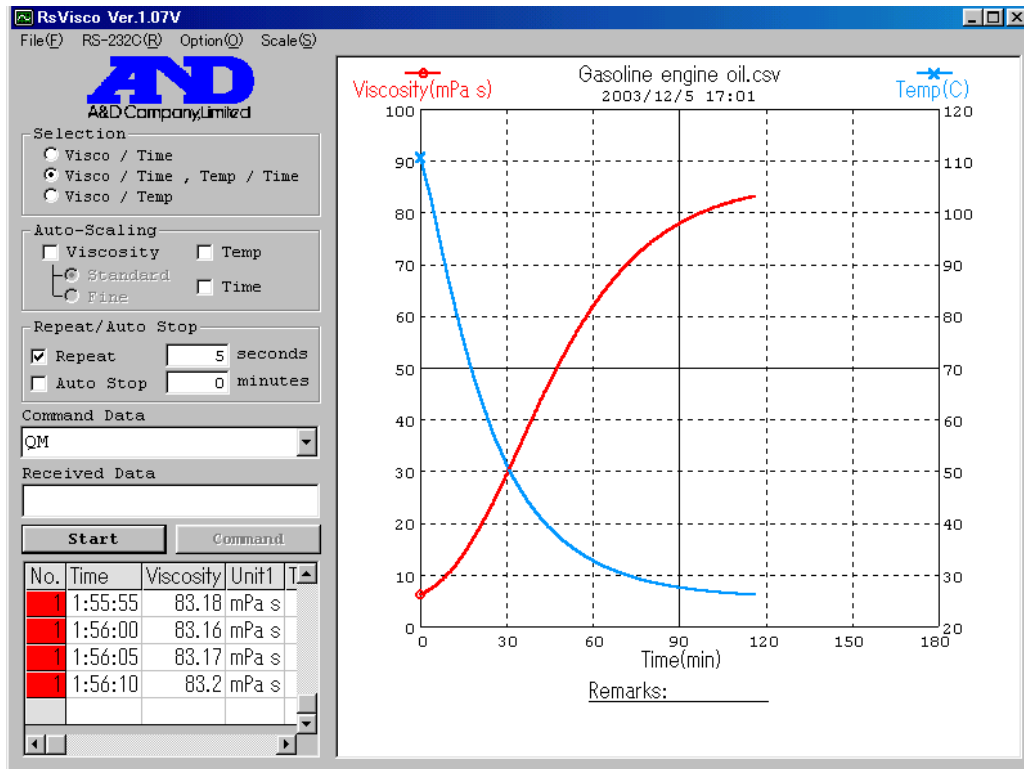 RsVisco Ver.1.07V
File(F) RS-232C(R) Option(O) Scale(S)
AND
A&D Company,Limited
Selection
Visco / Time
Visco / Time , Temp / Time
Visco / Temp
Auto-Scaling
Viscosity Temp
Standard
Fine
Time
Repeat/Auto Stop
Repeat 5 seconds
Auto Stop 0 minutes
Command Data
QM
Received Data
Start Command
No. Time Viscosity Unit1 T
1 1:55:55 83.18 mPa s
1 1:56:00 83.16 mPa s
1 1:56:05 83.17 mPa s
1 1:56:10 83.2 mPa s
Viscosity(mPa s) Gasoline engine oil.csv Temp(C)
2003/12/5 17:01
100 120
90 110
80 100
70 90
60 80
50 70
40 60
30 50
20 40
10 30
0 20
0 30 60 90 120 150 180
Time(min)
Remarks: